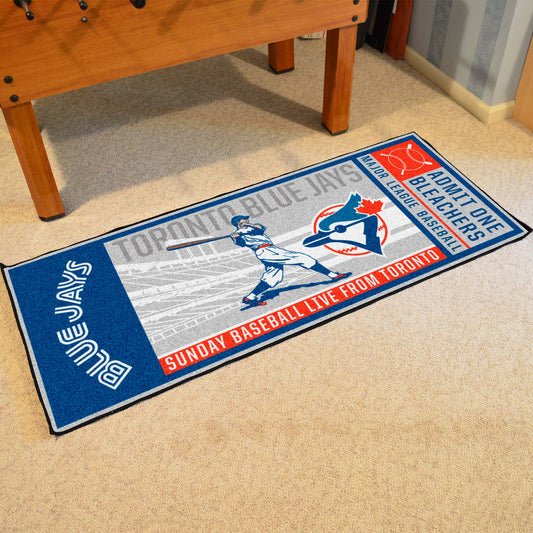 BLUE JAYS
TORONTO BLUE JAYS
SUNDAY BASEBALL LIVE FROM TORONTO
ADMIT ONE
BLEACHERS
MAJOR LEAGUE BASEBALL